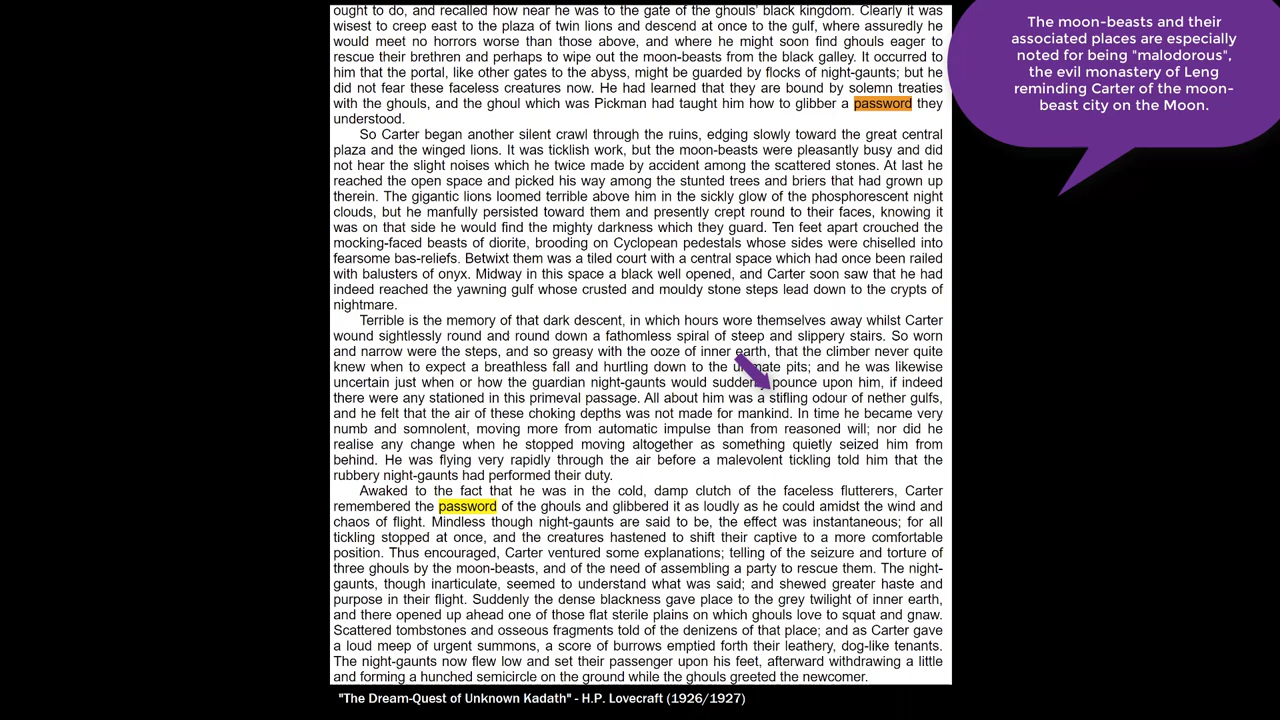 ought to do, and recalled how near he was to the gate of the ghouls' black kingdom. Clearly it was
wisest to creep east to the plaza of twin lions and descend at once to the gulf, where assuredly he
would meet no horrors worse than those above, and where he might soon find ghouls eager to
rescue their brethren and perhaps to wipe out the moon-beasts from the black galley. It occurred to
him that the portal, like other gates to the abyss, might be guarded by flocks of night-gaunts; but he
did not fear these faceless creatures now. He had learned that they are bound by solemn treaties
with the ghouls, and the ghoul which was Pickman had taught him how to glibber a password they
understood.
So Carter began another silent crawl through the ruins, edging slowly toward the great central
plaza and the winged lions. It was ticklish work, but the moon-beasts were pleasantly busy and did
not hear the slight noises which he twice made by accident among the scattered stones. At last he
reached the open space and picked his way among the stunted trees and briers that had grown up
therein. The gigantic lions loomed terrible above him in the sickly glow of the phosphorescent night
clouds, but he manfully persisted toward them and presently crept round to their faces, knowing it
was on that side he would find the mighty darkness which they guard. Ten feet apart crouched the
mocking-faced beasts of diorite, brooding on Cyclopean pedestals whose sides were chiselled into
fearsome bas-reliefs. Betwixt them was a tiled court with a central space which had once been railed
with balusters of onyx. Midway in this space a black well opened, and Carter soon saw that he had
indeed reached the yawning gulf whose crusted and mouldy stone steps lead down to the crypts of
nightmare.
Terrible is the memory of that dark descent, in which hours wore themselves away whilst Carter
wound sightlessly round and round down a fathomless spiral of steep and slippery stairs. So worn
and narrow were the steps, and so greasy with the ooze of inner earth, that the climber never quite
knew when to expect a breathless fall and hurtling down to the ultimate pits; and he was likewise
uncertain just when or how the guardian night-gaunts would suddenly pounce upon him, if indeed
there were any stationed in this primeval passage. All about him was a stifling odour of nether gulfs,
and he felt that the air of these choking depths was not made for mankind. In time he became very
numb and somnolent, moving more from automatic impulse than from reasoned will; nor did he
realise any change when he stopped moving altogether as something quietly seized him from
behind. He was flying very rapidly through the air before a malevolent tickling told him that the
rubbery night-gaunts had performed their duty.
Awaked to the fact that he was in the cold, damp clutch of the faceless flutterers, Carter
remembered the password of the ghouls and glibbered it as loudly as he could amidst the wind and
chaos of flight. Mindless though night-gaunts are said to be, the effect was instantaneous; for all
tickling stopped at once, and the creatures hastened to shift their captive to a more comfortable
position. Thus encouraged, Carter ventured some explanations; telling of the seizure and torture of
three ghouls by the moon-beasts, and of the need of assembling a party to rescue them. The night-
gaunts, though inarticulate, seemed to understand what was said; and shewed greater haste and
purpose in their flight. Suddenly the dense blackness gave place to the grey twilight of inner earth,
and there opened up ahead one of those flat sterile plains on which ghouls love to squat and gnaw.
Scattered tombstones and osseous fragments told of the denizens of that place; and as Carter gave
a loud meep of urgent summons, a score of burrows emptied forth their leathery, dog-like tenants.
The night-gaunts now flew low and set their passenger upon his feet, afterward withdrawing a little
and forming a hunched semicircle on the ground while the ghouls greeted the newcomer.
"The Dream-Quest of Unknown Kadath" - H.P. Lovecraft (1926/1927)
The moon-beasts and their
associated places are especially
noted for being "malodorous",
the evil monastery of Leng
reminding Carter of the moon-
beast city on the Moon.